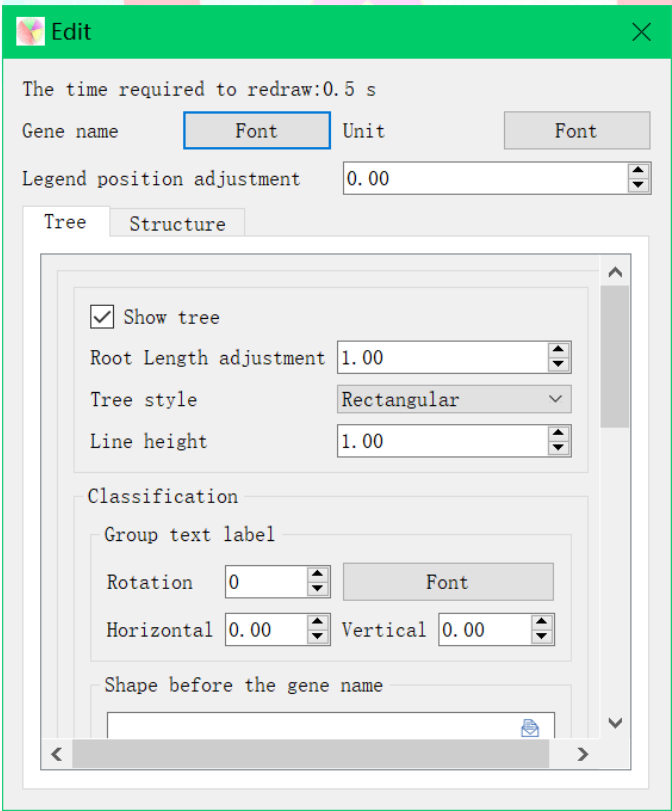 Edit
The time required to redraw:0.5 s
Gene name Font Unit Font
Legend position adjustment 0.00
Tree Structure
Show tree
Root Length adjustment 1.00
Tree style Rectangular
Line height 1.00
Classification
Group text label
Rotation 0 Font
Horizontal 0.00 Vertical 0.00
Shape before the gene name